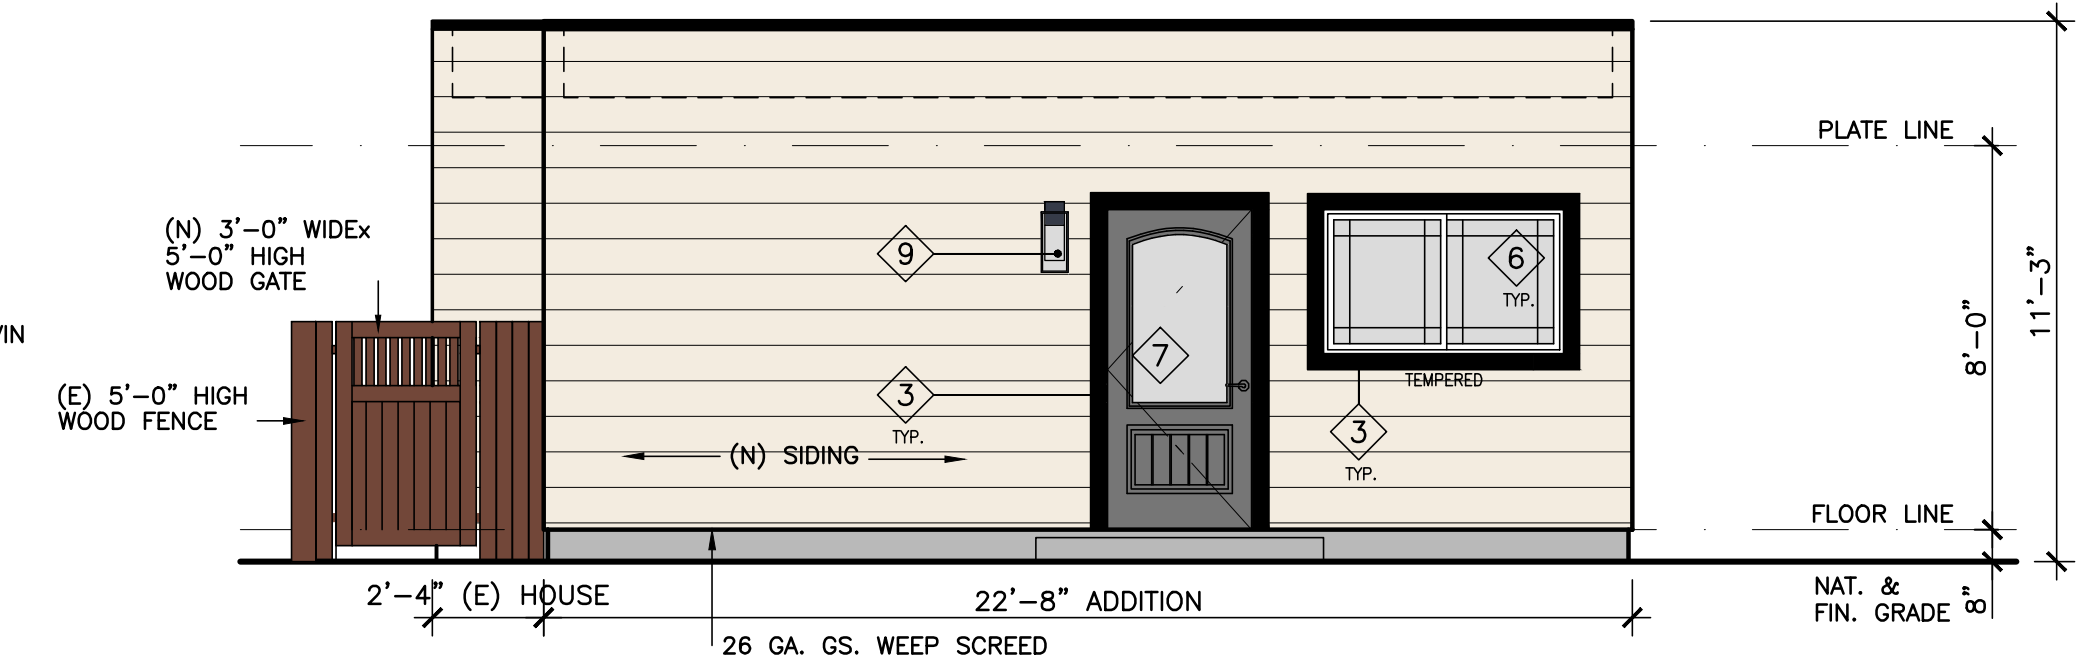 PLATE LINE
(N) 3'-0" WIDEx
5'-0" HIGH
WOOD GATE
9
6
TYP.
11'-3"
8'-0"
VIN
7
TEMPERED
(E) 5'-0" HIGH
WOOD FENCE
3
TYP.
3
TYP.
(N) SIDING
FLOOR LINE
2'-4" (E) HOUSE
22'-8" ADDITION
NAT. &
FIN. GRADE
8"
26 GA. GS. WEEP SCREED